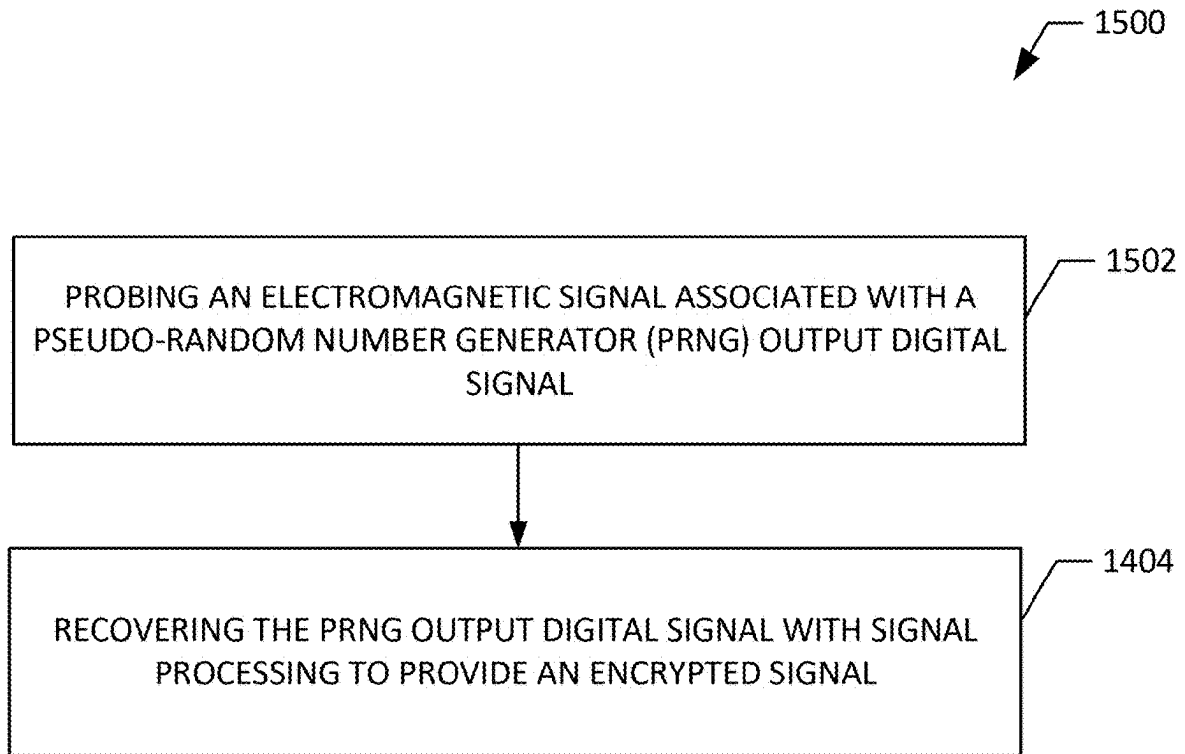 1500
1502
PROBING AN ELECTROMAGNETIC SIGNAL ASSOCIATED WITH A
PSEUDO-RANDOM NUMBER GENERATOR (PRNG) OUTPUT DIGITAL
SIGNAL
1404
RECOVERING THE PRNG OUTPUT DIGITAL SIGNAL WITH SIGNAL
PROCESSING TO PROVIDE AN ENCRYPTED SIGNAL